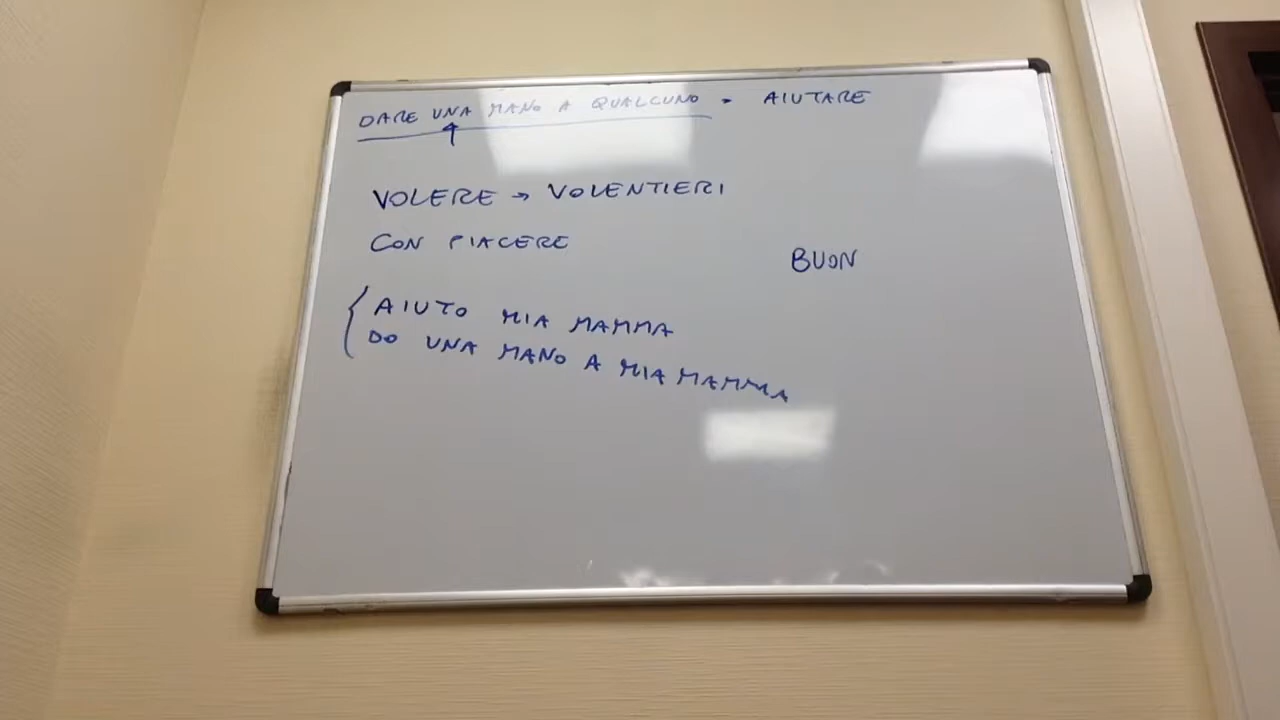 DARE UNA MANO A QUALCUNO = AIUTARE
VOLERE → VOLENTIERI
CON PIACERE
BUON
AIUTO MIA MAMMA
DO UNA MANO A MIA MAMMA